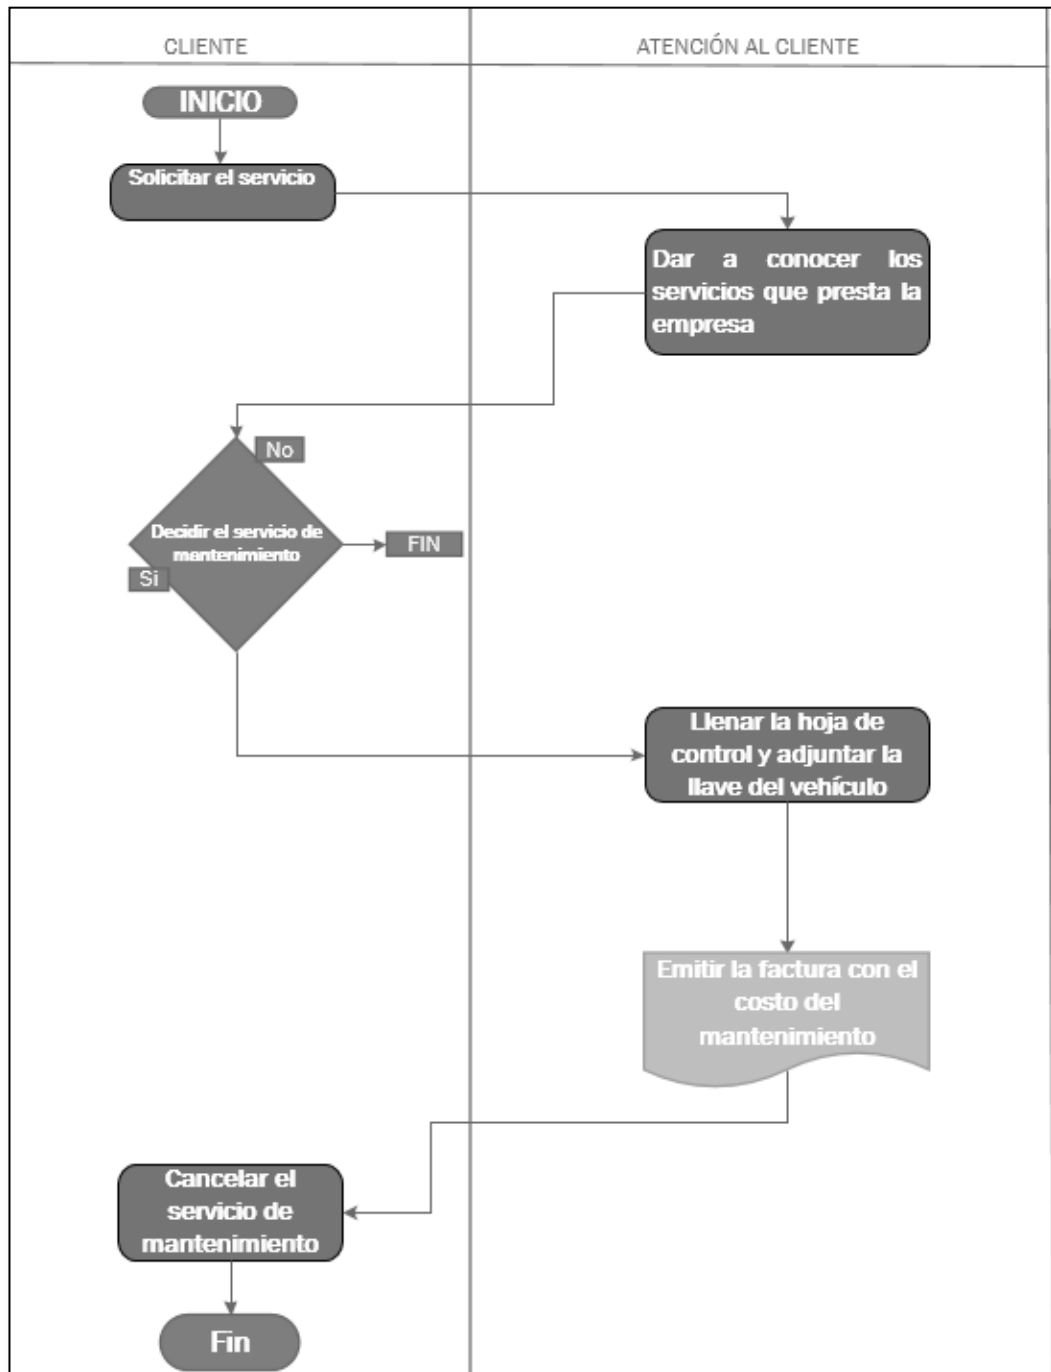 CLIENTE
ATENCIÓN AL CLIENTE
INICIO
Solicitar el servicio
Dar a conocer los
servicios que presta la
empresa
No
Decidir el servicio de
mantenimiento
FIN
Si
Llenar la hoja de
control y adjuntar la
llave del vehículo
Emitir la factura con el
costo del
mantenimiento
Cancelar el
servicio de
mantenimiento
Fin